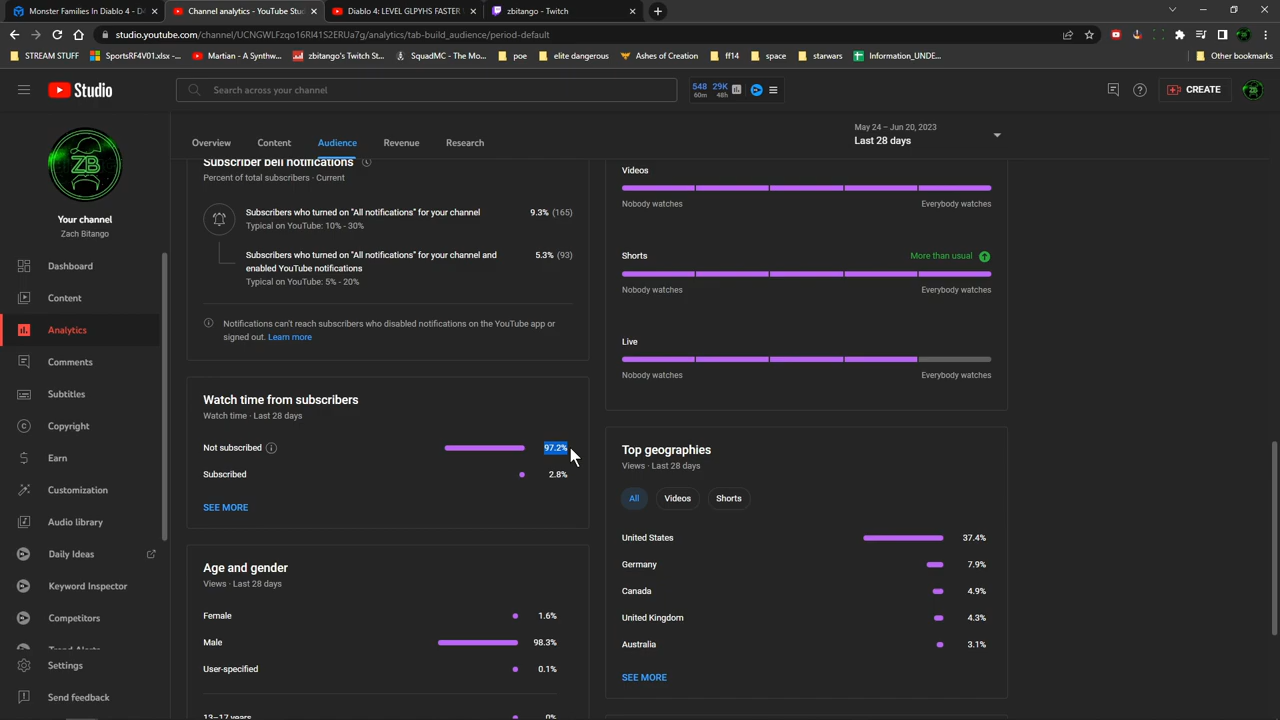 Monster Families In Diablo 4 - D4
Channel analytics - YouTube Stu
Diablo 4: LEVEL GLPYHS FASTER
zbitango - Twitch
studio.youtube.com/channel/UCNGWLFzqo16RI41S2ERUa7g/analytics/tab-build_audience/period-default
STREAM STUFF
SportsRF4V01.xlsx -...
Martian - A Synthw...
zbitango's Twitch St...
SquadMC - The Mo...
poe
elite dangerous
Ashes of Creation
ff14
space
starwars
Information_UNDE...
Other bookmarks
Studio
Search across your channel
548
60m
29K
48h
CREATE
Overview
Content
Audience
Revenue
Research
May 24 – Jun 20, 2023
Last 28 days
ZB
Your channel
Zach Bitango
Dashboard
Content
Analytics
Comments
Subtitles
Copyright
Earn
Customization
Audio library
Daily Ideas
Keyword Inspector
Competitors
Trend Alerts
Settings
Send feedback
Subscriber bell notifications
Percent of total subscribers · Current
Subscribers who turned on "All notifications" for your channel 9.3% (165)
Typical on YouTube: 10% - 30%
Subscribers who turned on "All notifications" for your channel and 5.3% (93)
enabled YouTube notifications
Typical on YouTube: 5% - 20%
Notifications can't reach subscribers who disabled notifications on the YouTube app or
signed out. Learn more
Watch time from subscribers
Watch time · Last 28 days
Not subscribed 97.2%
Subscribed 2.8%
SEE MORE
Age and gender
Views · Last 28 days
Female 1.6%
Male 98.3%
User-specified 0.1%
13–17 years 0%
Videos
Nobody watches Everybody watches
Shorts More than usual
Nobody watches Everybody watches
Live
Nobody watches Everybody watches
Top geographies
Views · Last 28 days
All Videos Shorts
United States 37.4%
Germany 7.9%
Canada 4.9%
United Kingdom 4.3%
Australia 3.1%
SEE MORE